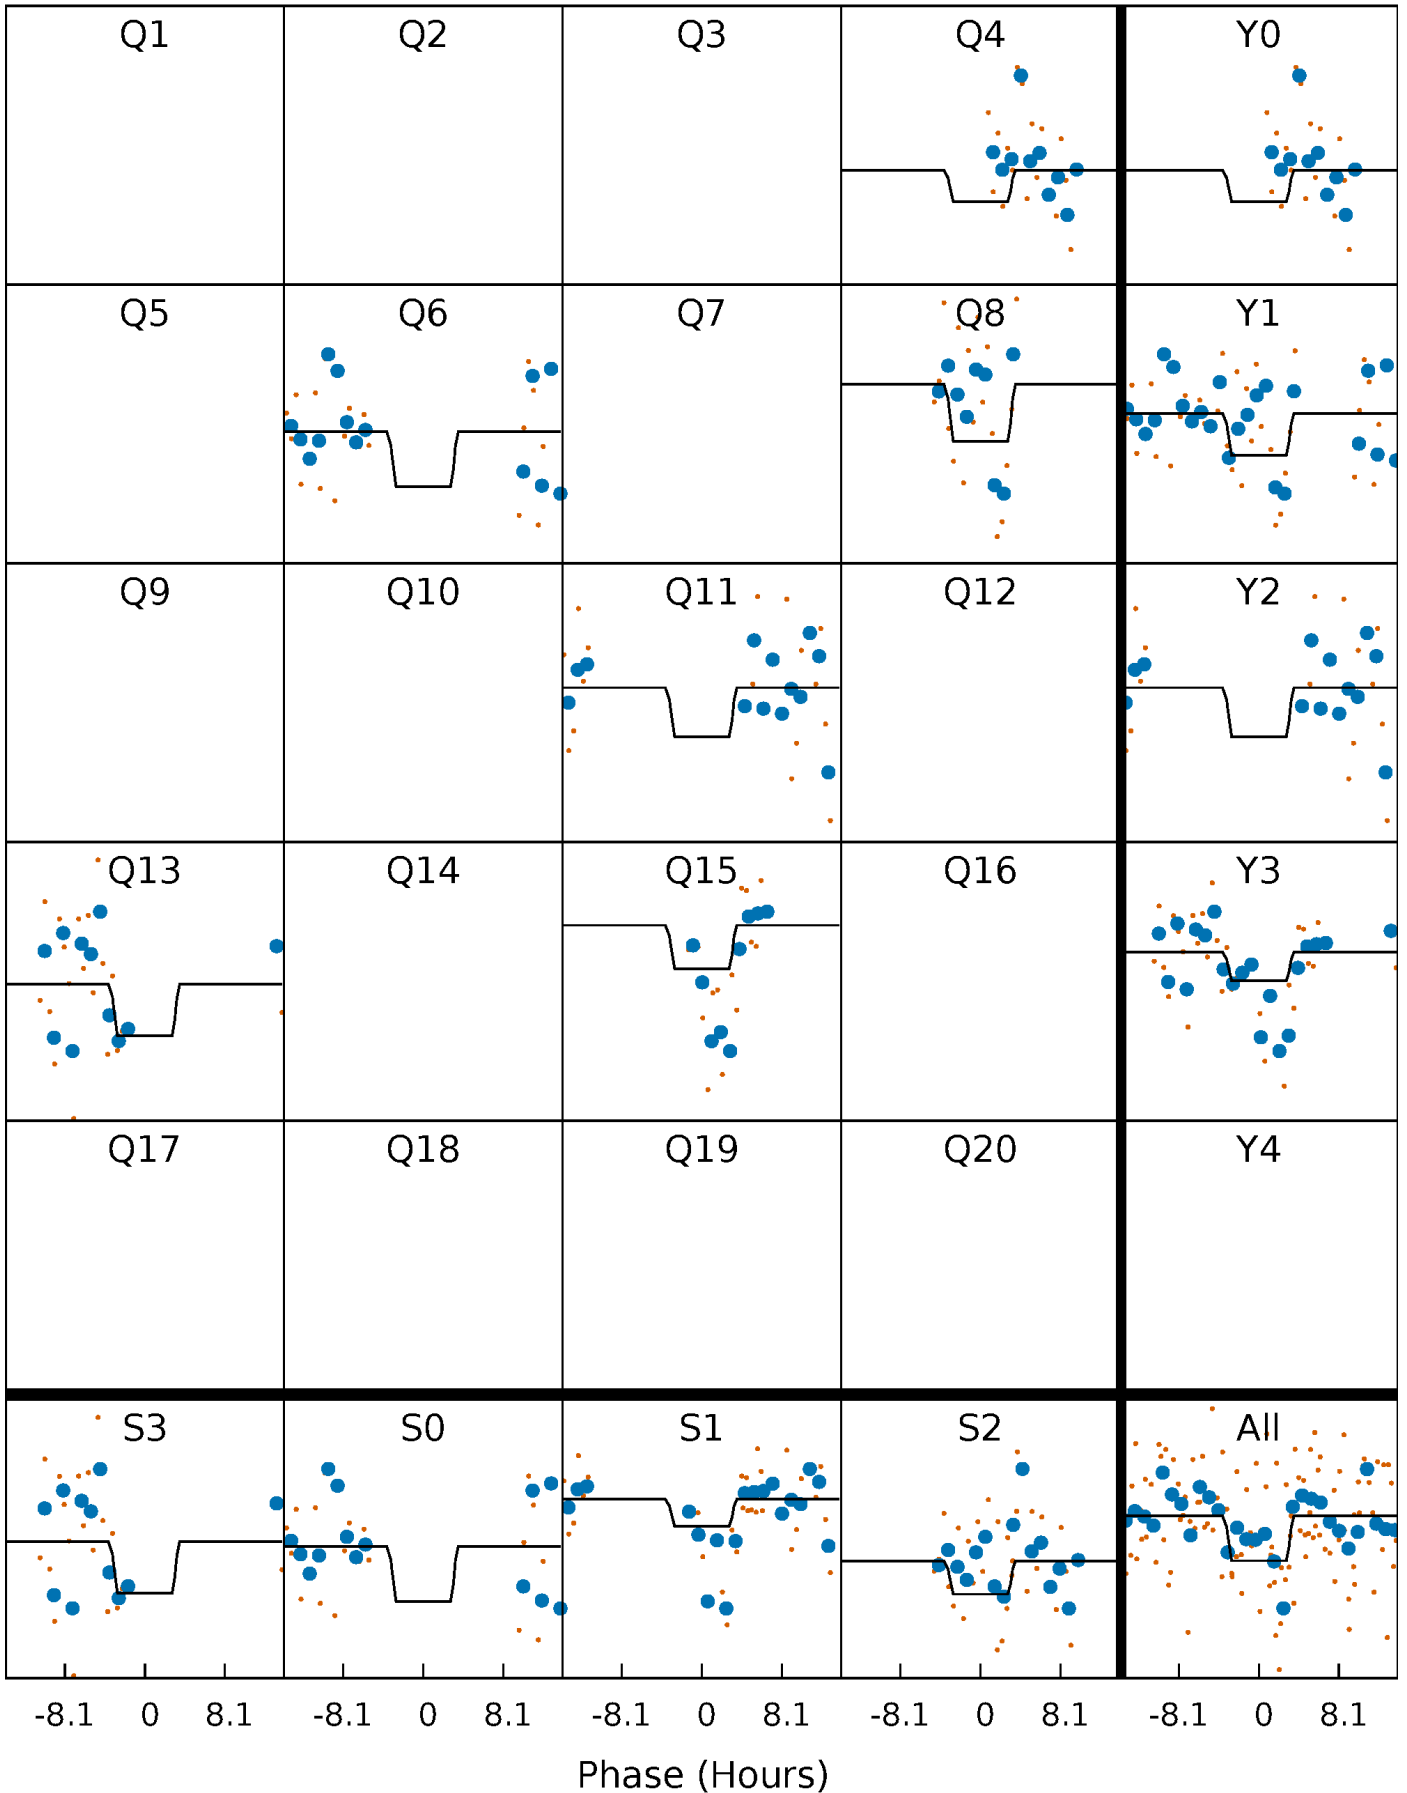 Q1 Q2 Q3 Q4 Y0
Q5 Q6 Q7 Q8 Y1
Q9 Q10 Q11 Q12 Y2
Q13 Q14 Q15 Q16 Y3
Q17 Q18 Q19 Q20 Y4
S3 S0 S1 S2 All
-8.1 0 8.1 -8.1 0 8.1 -8.1 0 8.1 -8.1 0 8.1 -8.1 0 8.1
Phase (Hours)